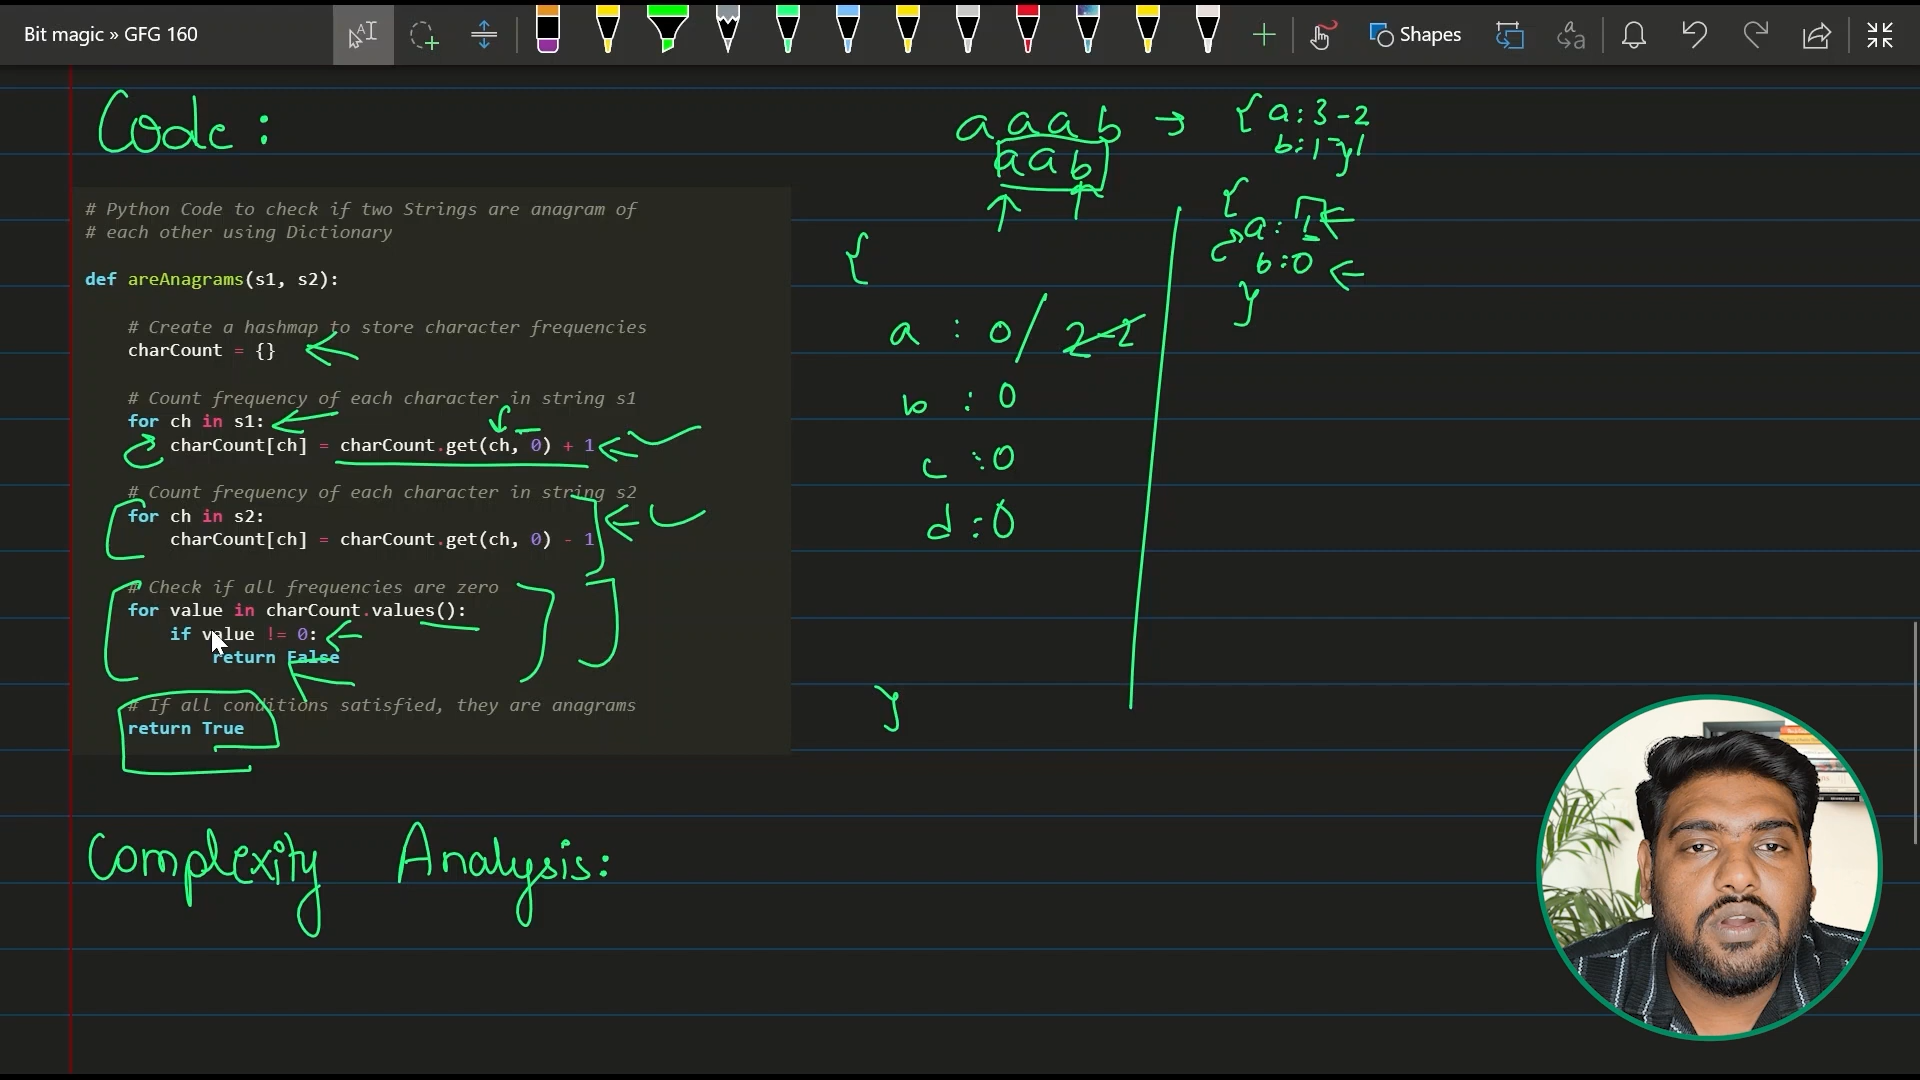 Bit magic » GFG 160
Shapes
Code :
# Python Code to check if two Strings are anagram of
# each other using Dictionary
def areAnagrams(s1, s2):
# Create a hashmap to store character frequencies
charCount = {}
# Count frequency of each character in string s1
for ch in s1:
charCount[ch] = charCount.get(ch, 0) + 1
# Count frequency of each character in string s2
for ch in s2:
charCount[ch] = charCount.get(ch, 0) - 1
# Check if all frequencies are zero
for value in charCount.values():
if value != 0:
return False
# If all conditions satisfied, they are anagrams
return True
a a a b → { a : 3 - 2
b : 1 - 1 }
a a b
{
a : 0 / 2 - 2
b : 0
c : 0
d : 0
}
{
a : 1
b : 0
}
Complexity Analysis: